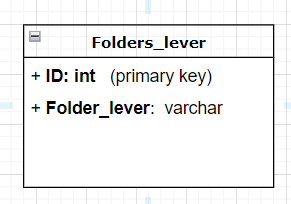 Folders_lever
+ ID: int (primary key)
+ Folder_lever: varchar